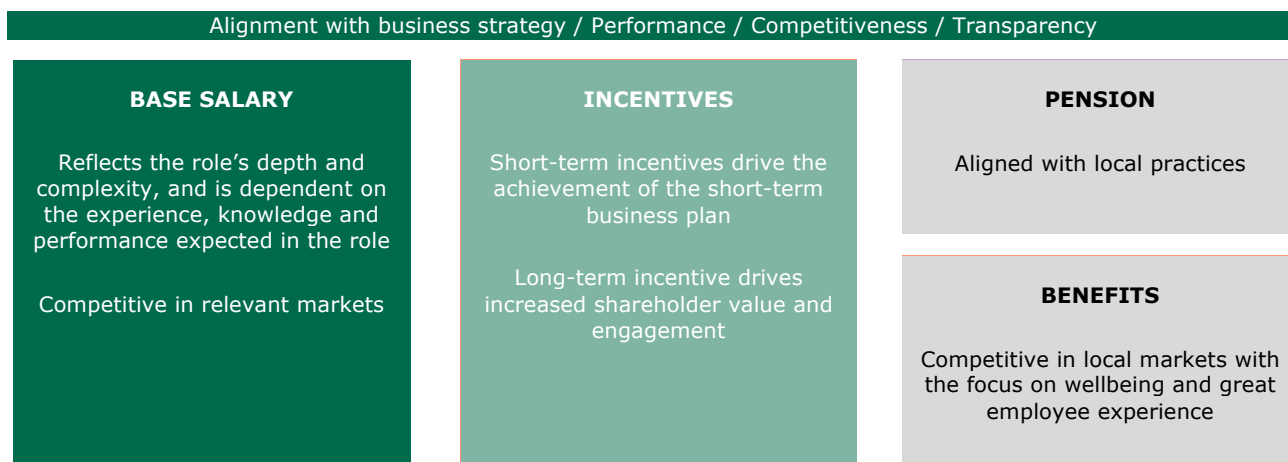 Alignment with business strategy / Performance / Competitiveness / Transparency
BASE SALARY
Reflects the role's depth and
complexity, and is dependent on
the experience, knowledge and
performance expected in the role
Competitive in relevant markets
INCENTIVES
Short-term incentives drive the
achievement of the short-term
business plan
Long-term incentive drives
increased shareholder value and
engagement
PENSION
Aligned with local practices
BENEFITS
Competitive in local markets with
the focus on wellbeing and great
employee experience